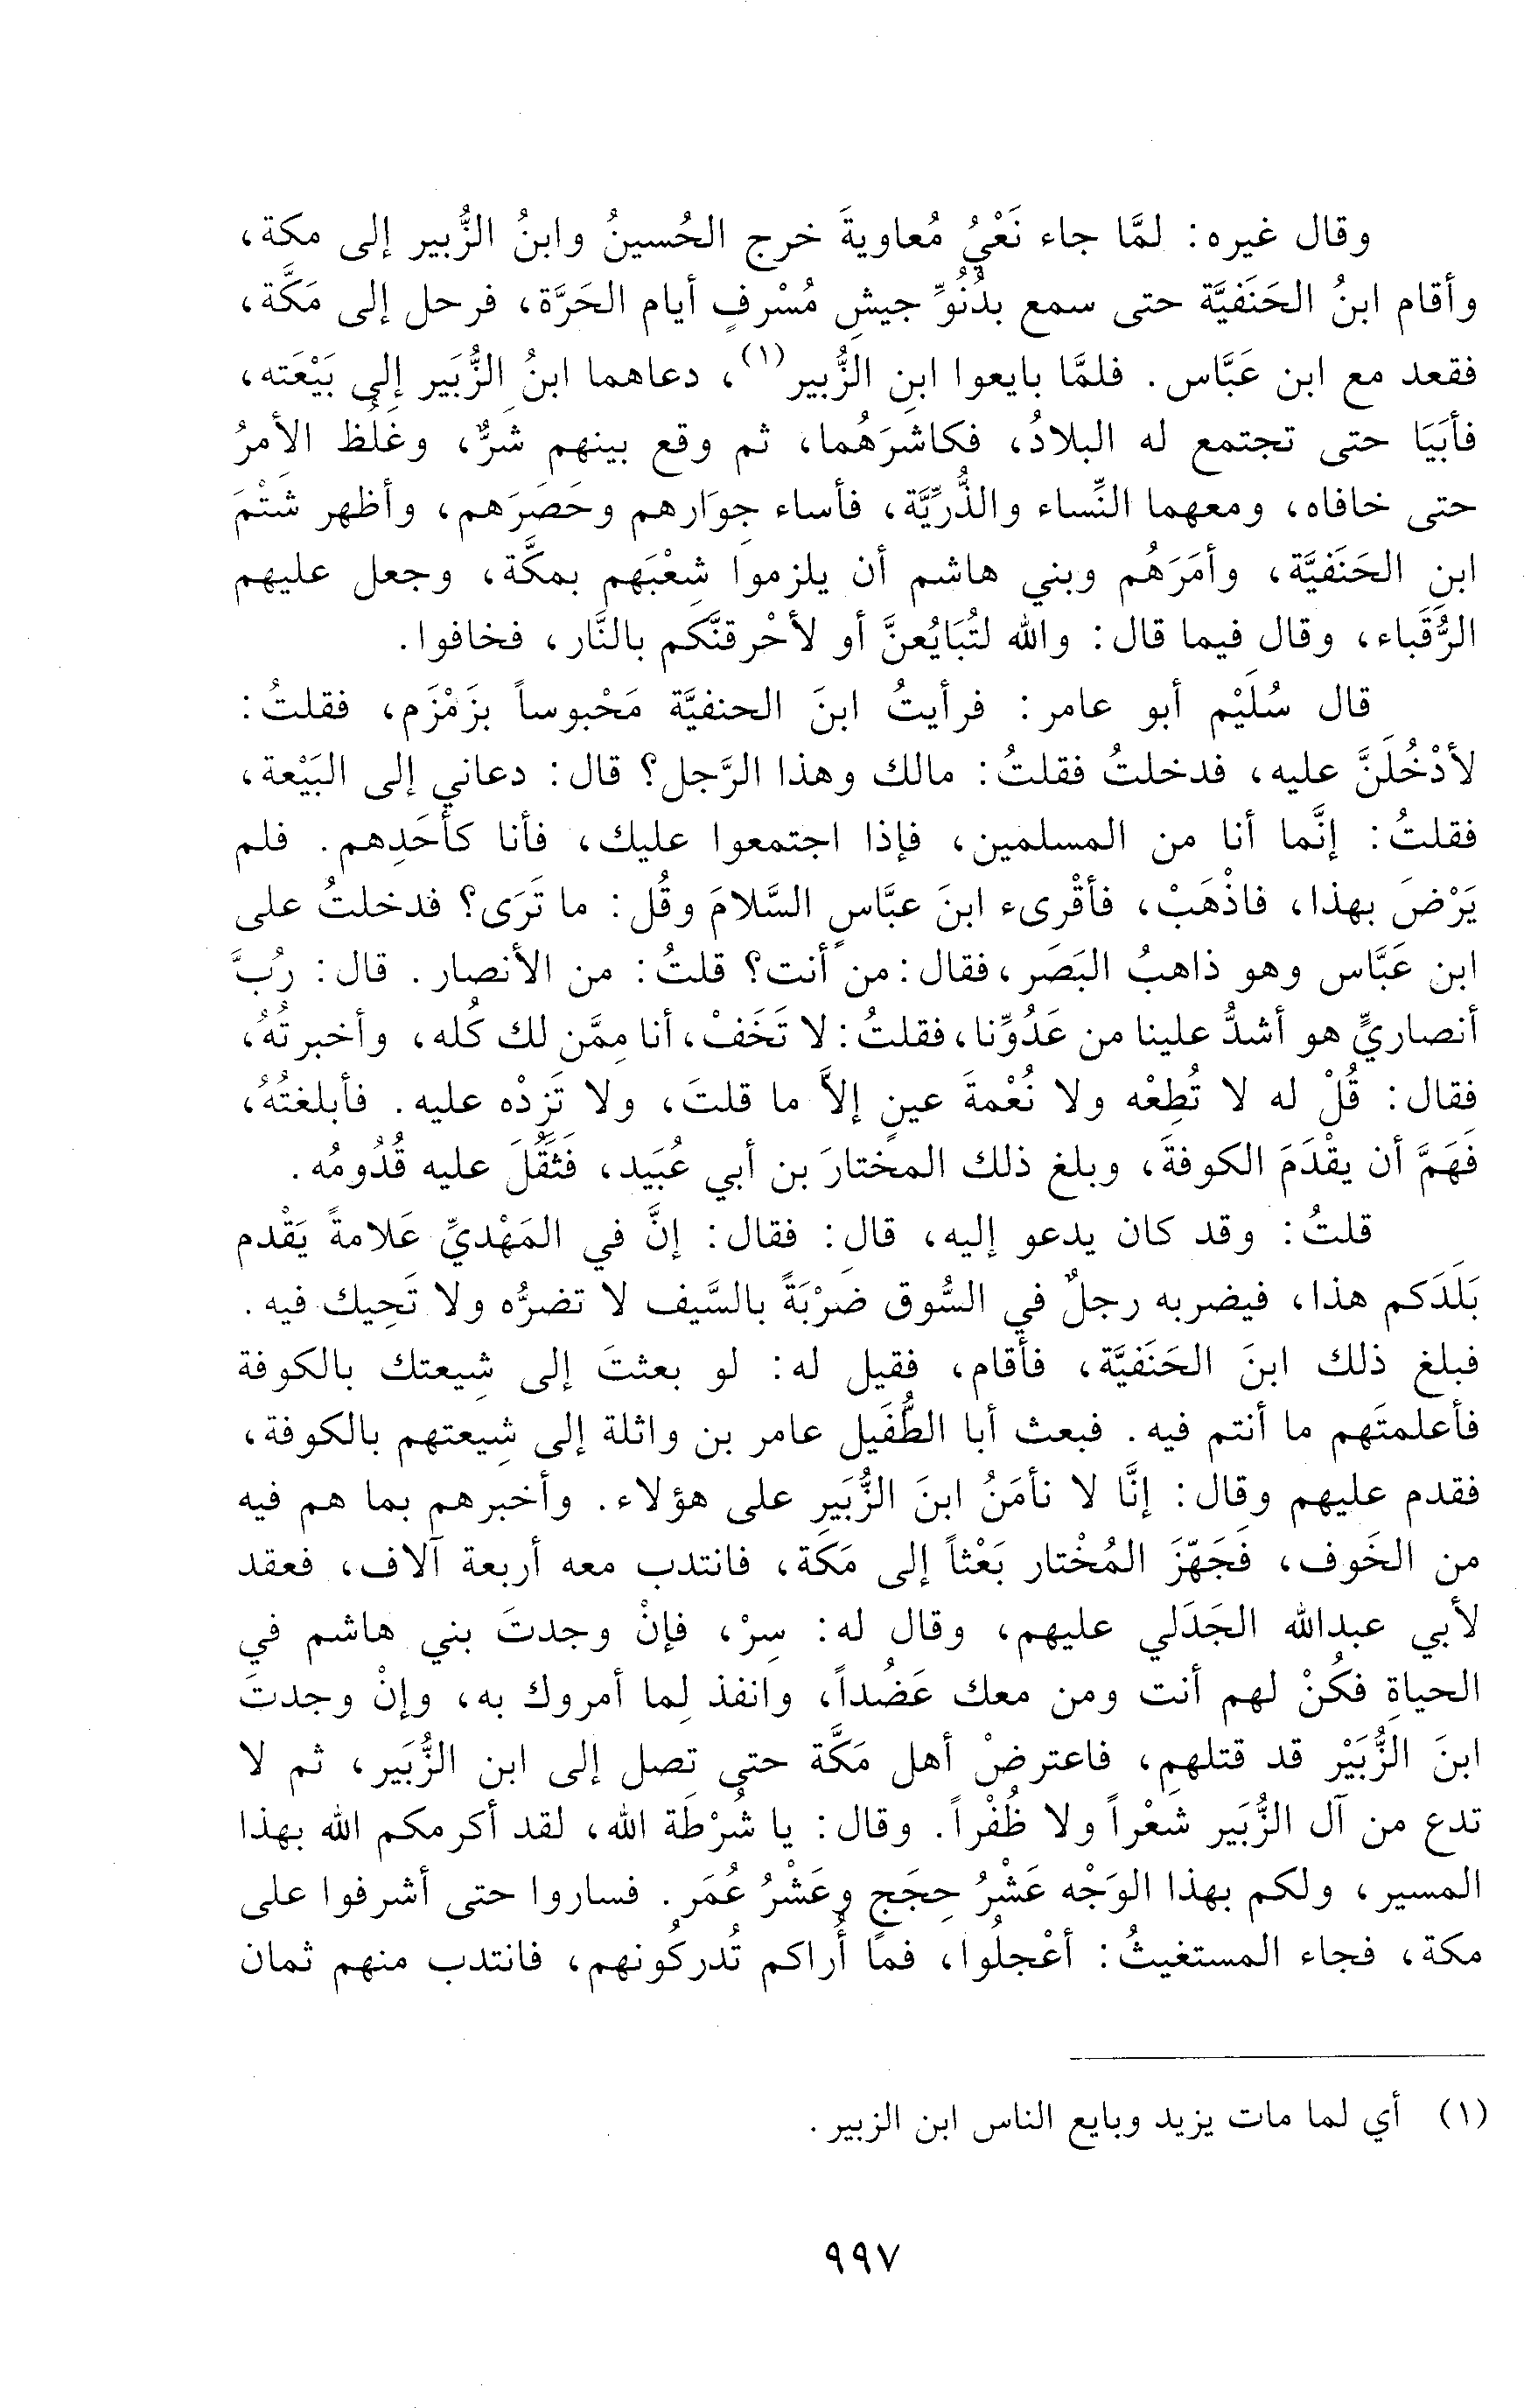 وقال غيره: لمَّا جاء نَعْيُ مُعاويةَ خرج الحُسينُ وابنُ الزُّبير إلى مكة،
وأقام ابنُ الحَنَفيَّة حتى سمع بدُنُوِّ جيشِ مُسْرفٍ أيام الحَرَّة، فرحل إلى مَكَّة،
فقعد مع ابن عَبَّاس. فلمَّا بايعوا ابنِ الزُّبير(١)، دعاهما ابنُ الزُّبَير إلى بَيْعَته،
فأبَيَا حتى تجتمع له البلادُ، فكاشَرَهُما، ثم وقع بينهم شَرٌّ، وغَلُظ الأمرُ
حتى خافاه، ومعهما النِّساء والذُّرِّيَّة، فأساء جِوَارهم وحَصَرَهم، وأظهر شَتْمَ
ابنِ الحَنَفيَّة، وأمَرَهُم وبني هاشم أن يلزموا شِعْبَهم بمكَّة، وجعل عليهم
الرُّقَباء، وقال فيما قال: والله لتُبَايُعنَّ أو لأحْرقنَّكم بالنَّار، فخافوا.
قال سُلَيْم أبو عامر: فرأيتُ ابنَ الحنفيَّة مَحْبوساً بزَمْزَم، فقلتُ:
لأدْخُلَنَّ عليه، فدخلتُ فقلتُ: مالك وهذا الرَّجل؟ قال: دعاني إلى البَيْعة،
فقلتُ: إنَّما أنا من المسلمين، فإذا اجتمعوا عليك، فأنا كأحَدِهم. فلم
يَرْضَ بهذا، فاذْهَبْ، فأقْرىء ابنَ عبَّاسٍ السَّلامَ وقُل: ما تَرَى؟ فدخلتُ على
ابن عَبَّاس وهو ذاهبُ البَصَر، فقال: من أنت؟ قلتُ: من الأنصار. قال: رُبَّ
أنصاريٍّ هو أشدُّ علينا من عَدُوِّنا، فقلتُ: لا تَخَفْ، أنا مِمَّن لك كُله، وأخبرتُهُ،
فقال: قُلْ له لا تُطِعْه ولا نُعْمةَ عينٍ إلاَّ ما قلتَ، ولا تَزِدْه عليه. فأبلغتُهُ،
فَهَمَّ أن يقْدَمَ الكوفةَ، وبلغ ذلك المختارَ بن أبي عُبَيد، فَثَقُلَ عليه قُدُومُه.
قلتُ: وقد كان يدعو إليه، قال: فقال: إنَّ في المَهْديِّ عَلامةً يَقْدم
بَلَدَكم هذا، فيضربه رجلٌ في السُّوق ضَرْبَةً بالسَّيف لا تضرُّه ولا تَحِيك فيه.
فبلغ ذلك ابنَ الحَنَفيَّة، فأقام، فقيل له: لو بعثتَ إلى شِيعتك بالكوفة
فأعلمتَهم ما أنتم فيه. فبعث أبا الطُّفَيل عامر بن واثلة إلى شِيعتهم بالكوفة،
فقدم عليهم وقال: إنَّا لا نأمَنُ ابنَ الزُّبَيرِ على هؤلاء. وأخبرهم بما هم فيه
من الخَوف، فَجَهّزَ المُخْتار بَعْثاً إلى مَكَة، فانتدب معه أربعة آلاف، فعقد
لأبي عبدالله الجَدَلي عليهم، وقال له: سِرْ، فإنْ وجدتَ بني هاشم في
الحياةِ فكُنْ لهم أنت ومن معك عَضُداً، وانفذ لِما أمروك به، وإنْ وجدتَ
ابنَ الزُّبَيْر قد قتلهم، فاعترضْ أهل مَكَّة حتى تصل إلى ابن الزُّبَير، ثم لا
تدع من آل الزُّبَير شَعْراً ولا ظُفْراً. وقال: يا شُرْطَة الله، لقد أكرمكم الله بهذا
المسير، ولكم بهذا الوَجْه عَشْرُ حِجَجٍ وعَشْرُ عُمَر. فساروا حتى أشرفوا على
مكة، فجاء المستغيثُ: أعْجلُوا، فما أُراكم تُدركُونهم، فانتدب منهم ثمان
(١) أي لما مات يزيد وبايع الناس ابن الزبير.
٩٩٧